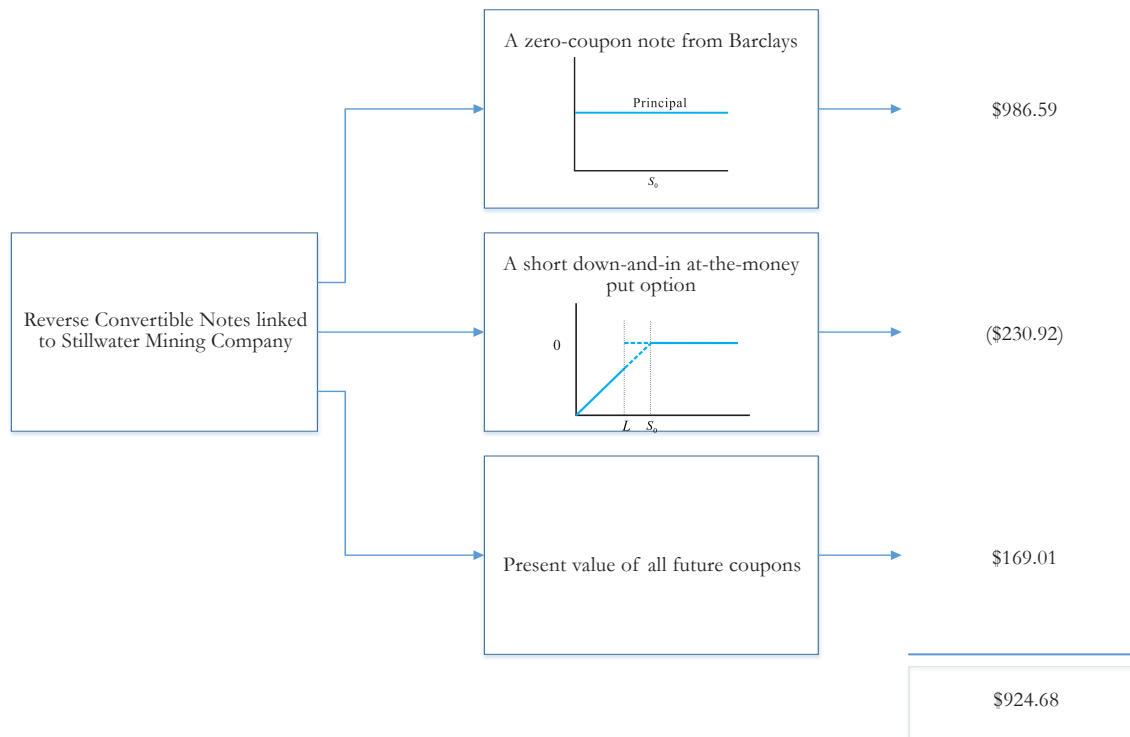 A zero-coupon note from Barclays
Principal
S₀
$986.59
Reverse Convertible Notes linked
to Stillwater Mining Company
A short down-and-in at-the-money
put option
0
L S₀
($230.92)
Present value of all future coupons
$169.01
$924.68